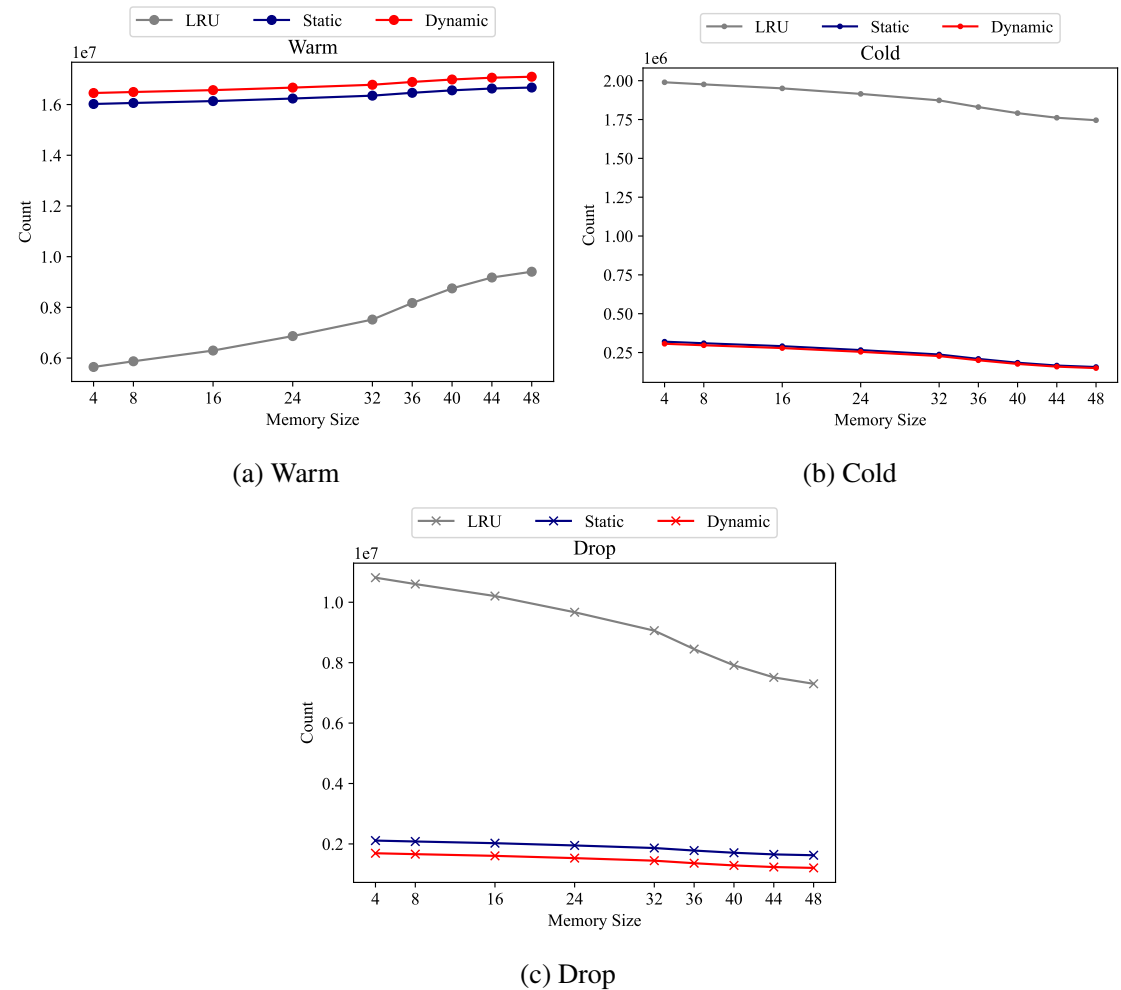 LRU Static Dynamic
Warm
1e7
1.6
1.4
1.2
1.0
0.8
0.6
Count
4 8 16 24 32 36 40 44 48
Memory Size
(a) Warm
LRU Static Dynamic
Cold
1e6
2.00
1.75
1.50
1.25
1.00
0.75
0.50
0.25
Count
4 8 16 24 32 36 40 44 48
Memory Size
(b) Cold
LRU Static Dynamic
Drop
1e7
1.0
0.8
0.6
0.4
0.2
Count
4 8 16 24 32 36 40 44 48
Memory Size
(c) Drop